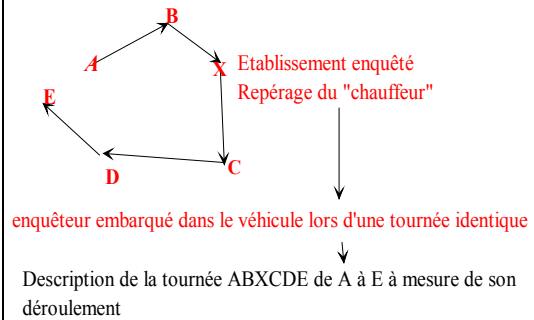 B
A
X
Etablissement enquêté
Repérage du "chauffeur"
E
D
C
enquêteur embarqué dans le véhicule lors d'une tournée identique
Description de la tournée ABXCDE de A à E à mesure de son
déroulement